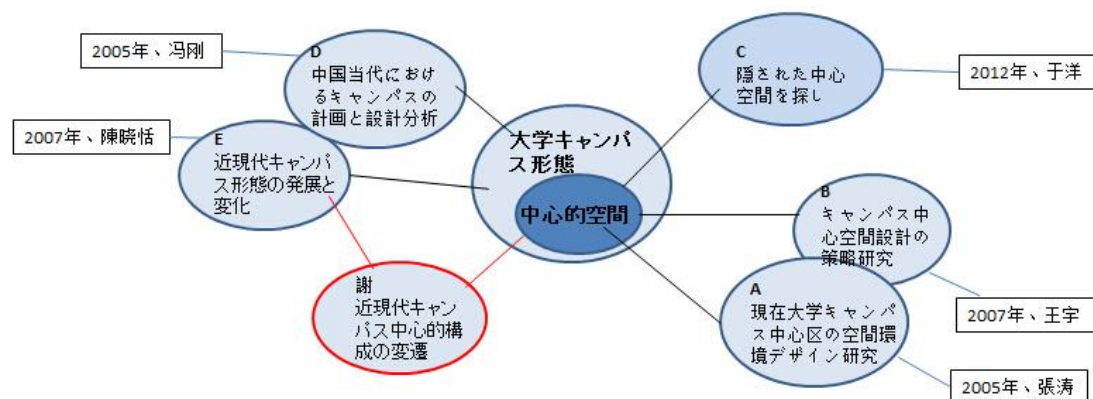 2005年、冯刚
D
中国当代におけ
るキャンパスの
計画と設計分析
C
隠された中心
空間を探し
2012年、于洋
2007年、陳暁恬
E
近現代キャンパ
ス形態の発展と
変化
大学キャンパ
ス形態
中心的空間
B
キャンパス中
心空間設計の
策略研究
謝
近現代キャン
パス中心的構
成の変遷
A
現在大学キャンパ
ス中心区の空間環
境デザイン研究
2007年、王宇
2005年、張涛